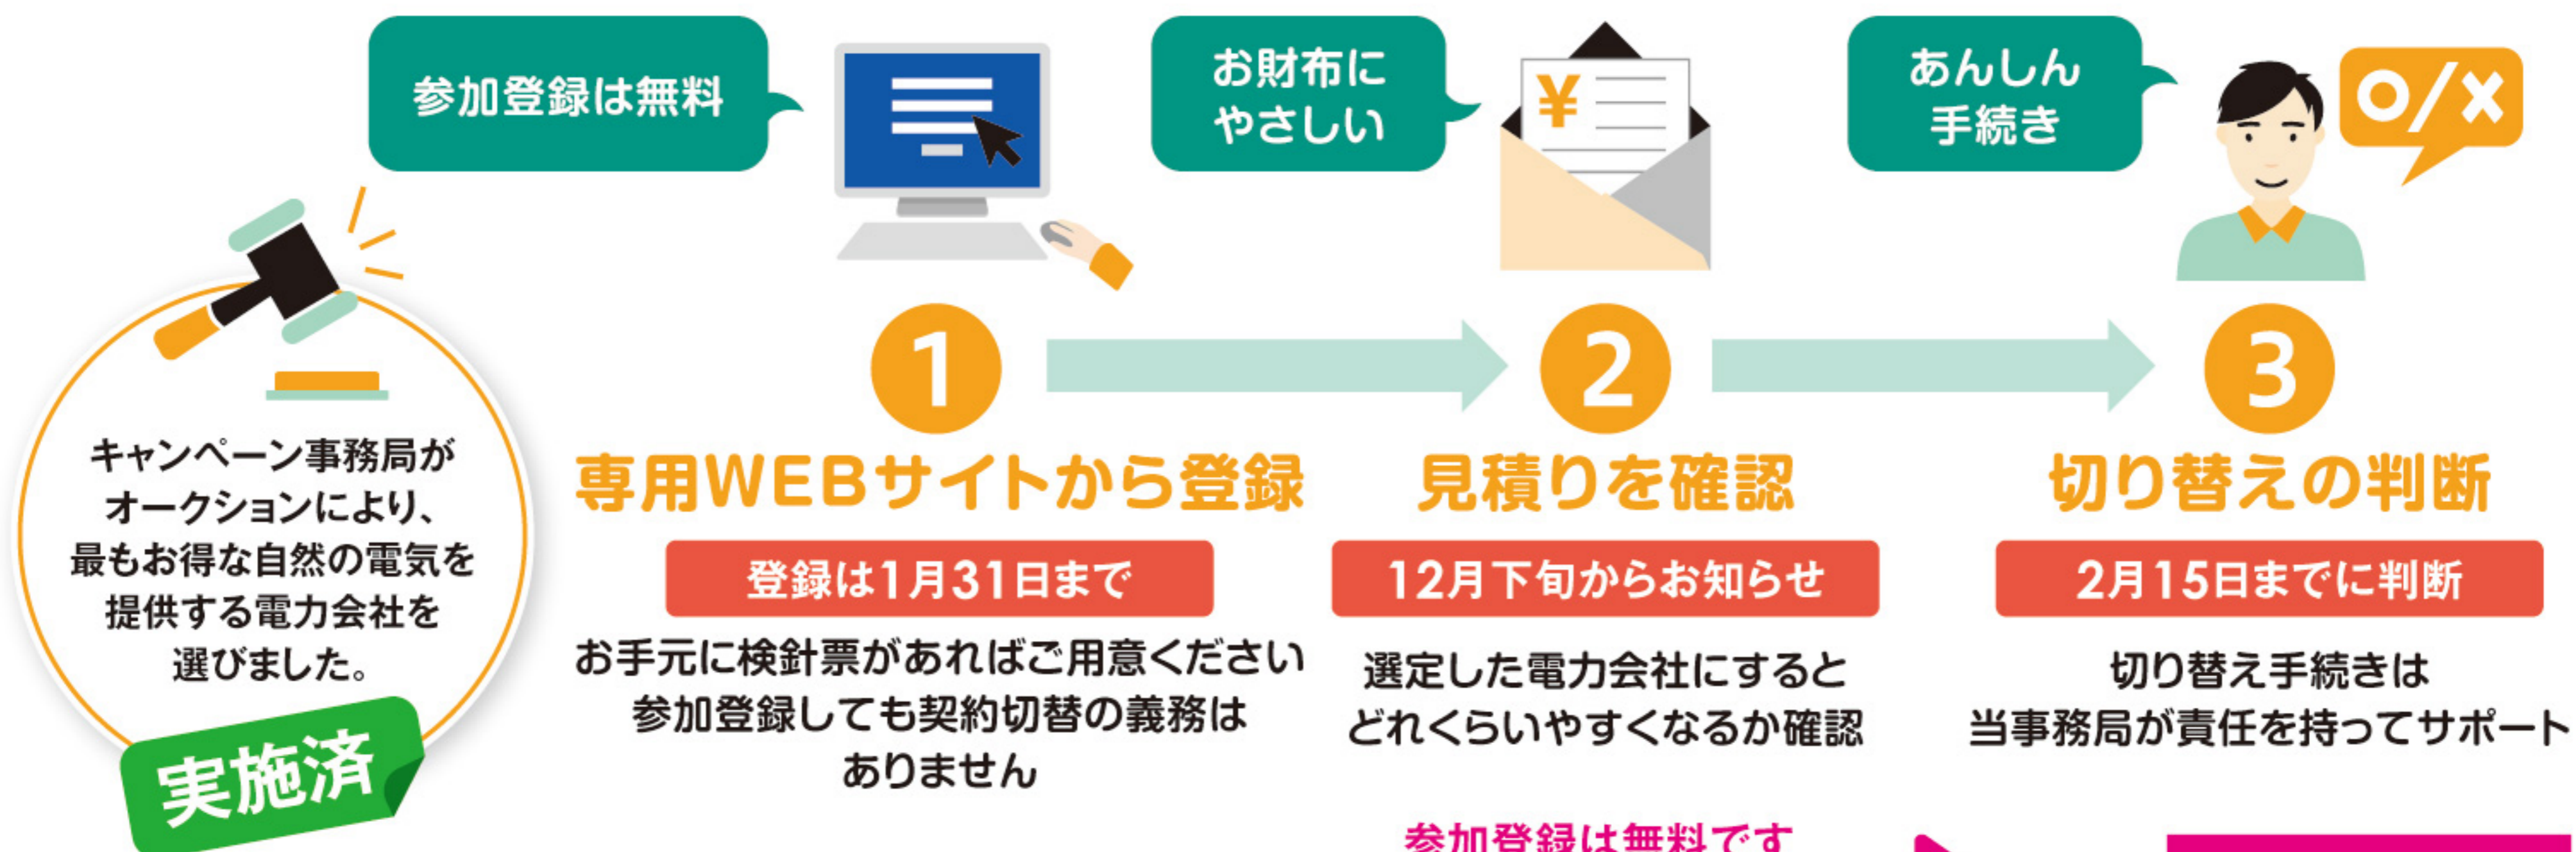 参加登録は無料
お財布に
やさしい
¥
あんしん
手続き
O/X
キャンペーン事務局が
オークションにより、
最もお得な自然の電気を
提供する電力会社を
選びました。
実施済
1
専用WEBサイトから登録
登録は1月31日まで
お手元に検針票があればご用意ください
参加登録しても契約切替の義務は
ありません
2
見積りを確認
12月下旬からお知らせ
選定した電力会社にすると
どれくらいやすくなるか確認
3
切り替えの判断
2月15日までに判断
切り替え手続きは
当事務局が責任を持ってサポート
参加登録は無料です